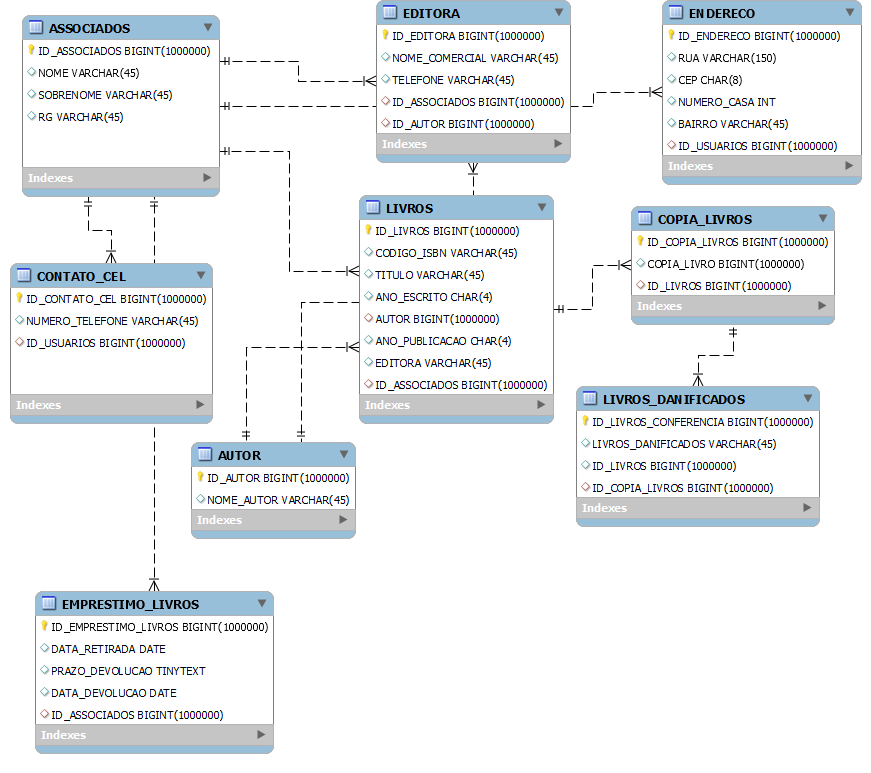 ASSOCIADOS
ID_ASSOCIADOS BIGINT(1000000)
NOME VARCHAR(45)
SOBRENOME VARCHAR(45)
RG VARCHAR(45)
Indexes
EDITORA
ID_EDITORA BIGINT(1000000)
NOME_COMERCIAL VARCHAR(45)
TELEFONE VARCHAR(45)
ID_ASSOCIADOS BIGINT(1000000)
ID_AUTOR BIGINT(1000000)
Indexes
ENDERECO
ID_ENDERECO BIGINT(1000000)
RUA VARCHAR(150)
CEP CHAR(8)
NUMERO_CASA INT
BAIRRO VARCHAR(45)
ID_USUARIOS BIGINT(1000000)
Indexes
LIVROS
ID_LIVROS BIGINT(1000000)
CODIGO_ISBN VARCHAR(45)
TITULO VARCHAR(45)
ANO_ESCRITO CHAR(4)
AUTOR BIGINT(1000000)
ANO_PUBLICACAO CHAR(4)
EDITORA VARCHAR(45)
ID_ASSOCIADOS BIGINT(1000000)
Indexes
COPIA_LIVROS
ID_COPIA_LIVROS BIGINT(1000000)
COPIA_LIVRO BIGINT(1000000)
ID_LIVROS BIGINT(1000000)
Indexes
CONTATO_CEL
ID_CONTATO_CEL BIGINT(1000000)
NUMERO_TELEFONE VARCHAR(45)
ID_USUARIOS BIGINT(1000000)
Indexes
LIVROS_DANIFICADOS
ID_LIVROS_CONFERENCIA BIGINT(1000000)
LIVROS_DANIFICADOS VARCHAR(45)
ID_LIVROS BIGINT(1000000)
ID_COPIA_LIVROS BIGINT(1000000)
Indexes
AUTOR
ID_AUTOR BIGINT(1000000)
NOME_AUTOR VARCHAR(45)
Indexes
EMPRESTIMO_LIVROS
ID_EMPRESTIMO_LIVROS BIGINT(1000000)
DATA_RETIRADA DATE
PRAZO_DEVOLUCAO TINYTEXT
DATA_DEVOLUCAO DATE
ID_ASSOCIADOS BIGINT(1000000)
Indexes